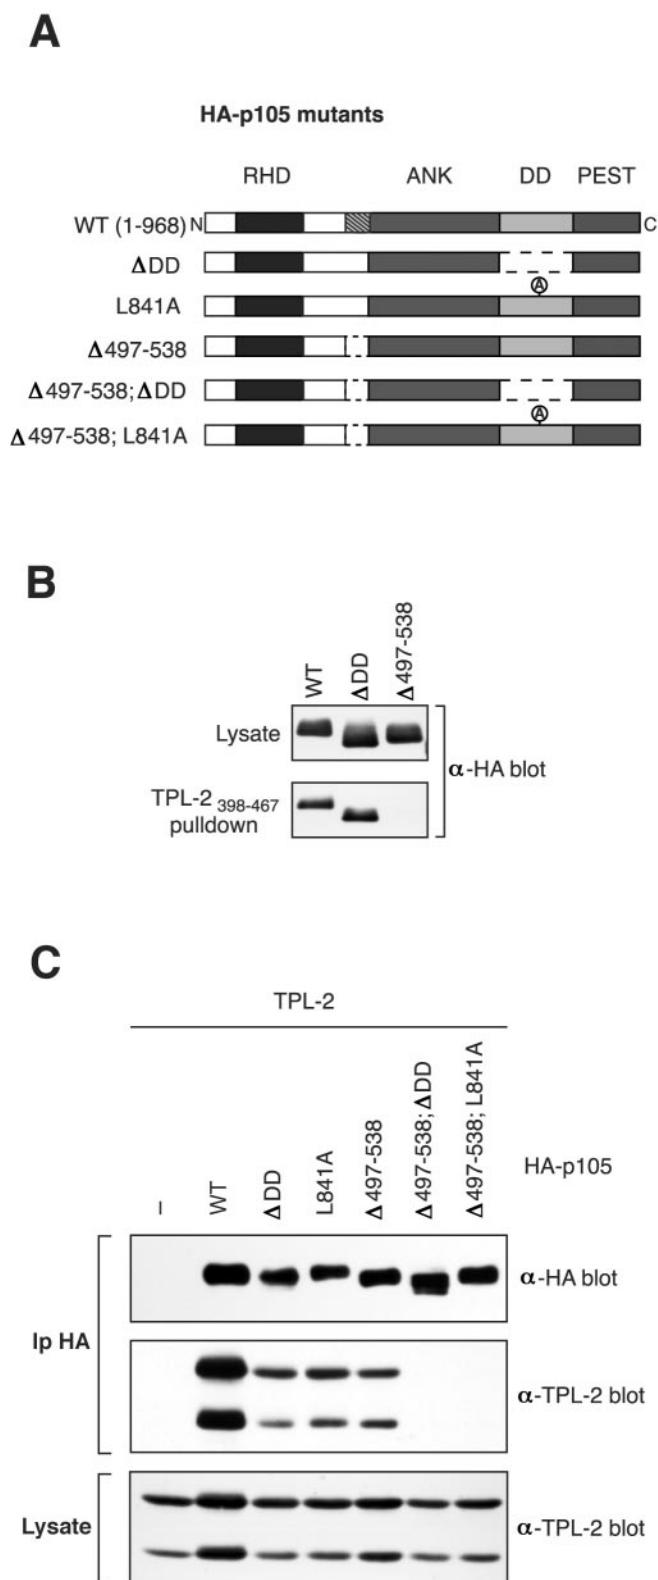 A
HA-p105 mutants
RHD ANK DD PEST
WT (1-968) N C
ΔDD
A
L841A
Δ497-538
Δ497-538;ΔDD
A
Δ497-538; L841A
B
WT ΔDD Δ497-538
Lysate
α-HA blot
TPL-2 398-467
pulldown
C
TPL-2
– WT ΔDD L841A Δ497-538 Δ497-538; ΔDD Δ497-538; L841A
HA-p105
α-HA blot
Ip HA
α-TPL-2 blot
Lysate
α-TPL-2 blot